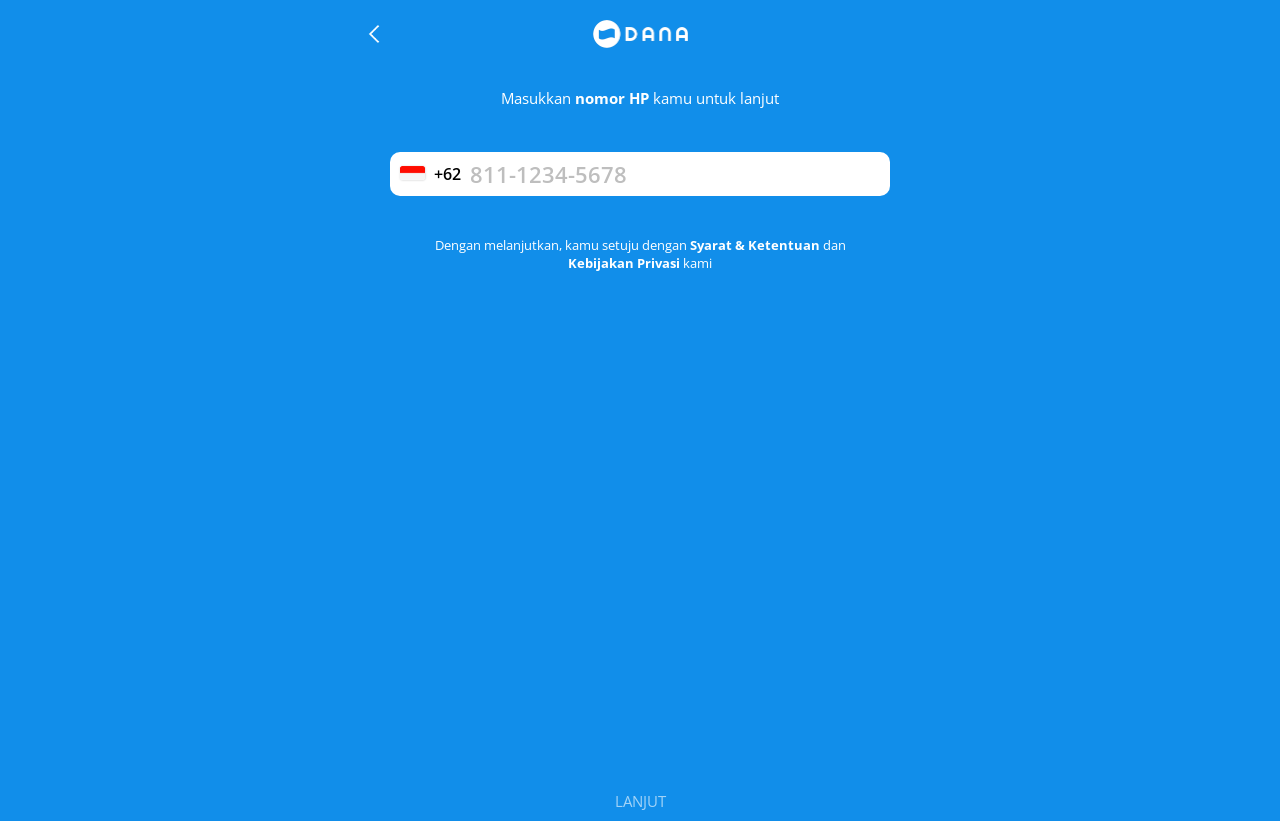 DANA
Masukkan nomor HP kamu untuk lanjut
+62 811-1234-5678
Dengan melanjutkan, kamu setuju dengan Syarat & Ketentuan dan
Kebijakan Privasi kami
LANJUT